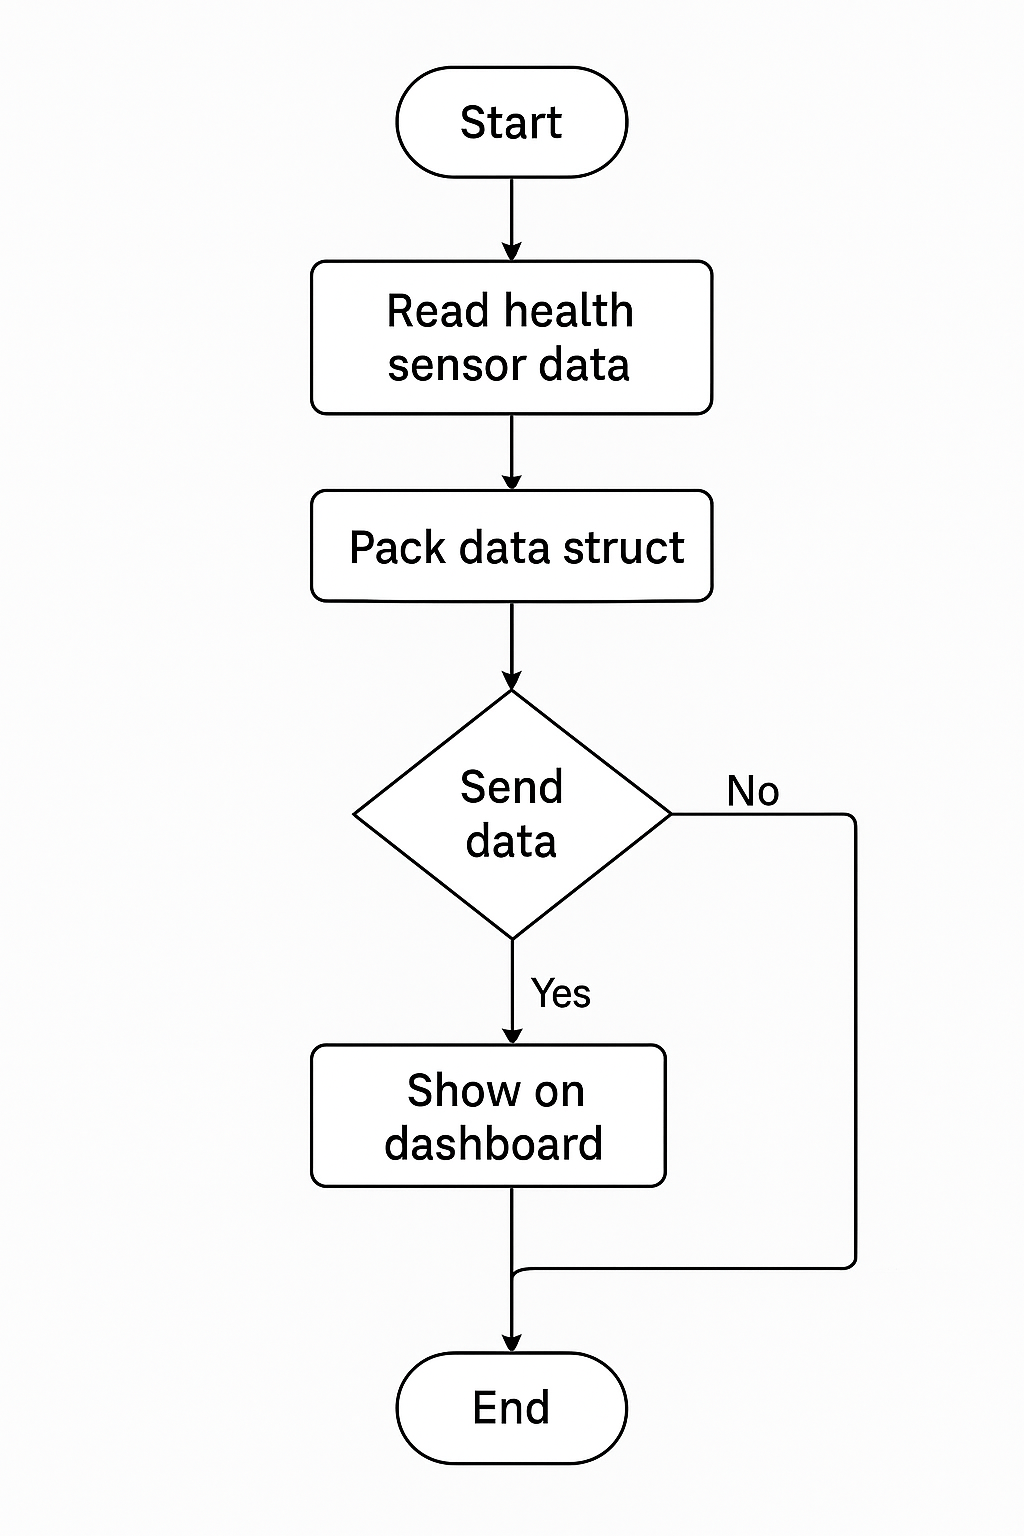 Start
Read health
sensor data
Pack data struct
Send
data
No
Yes
Show on
dashboard
End